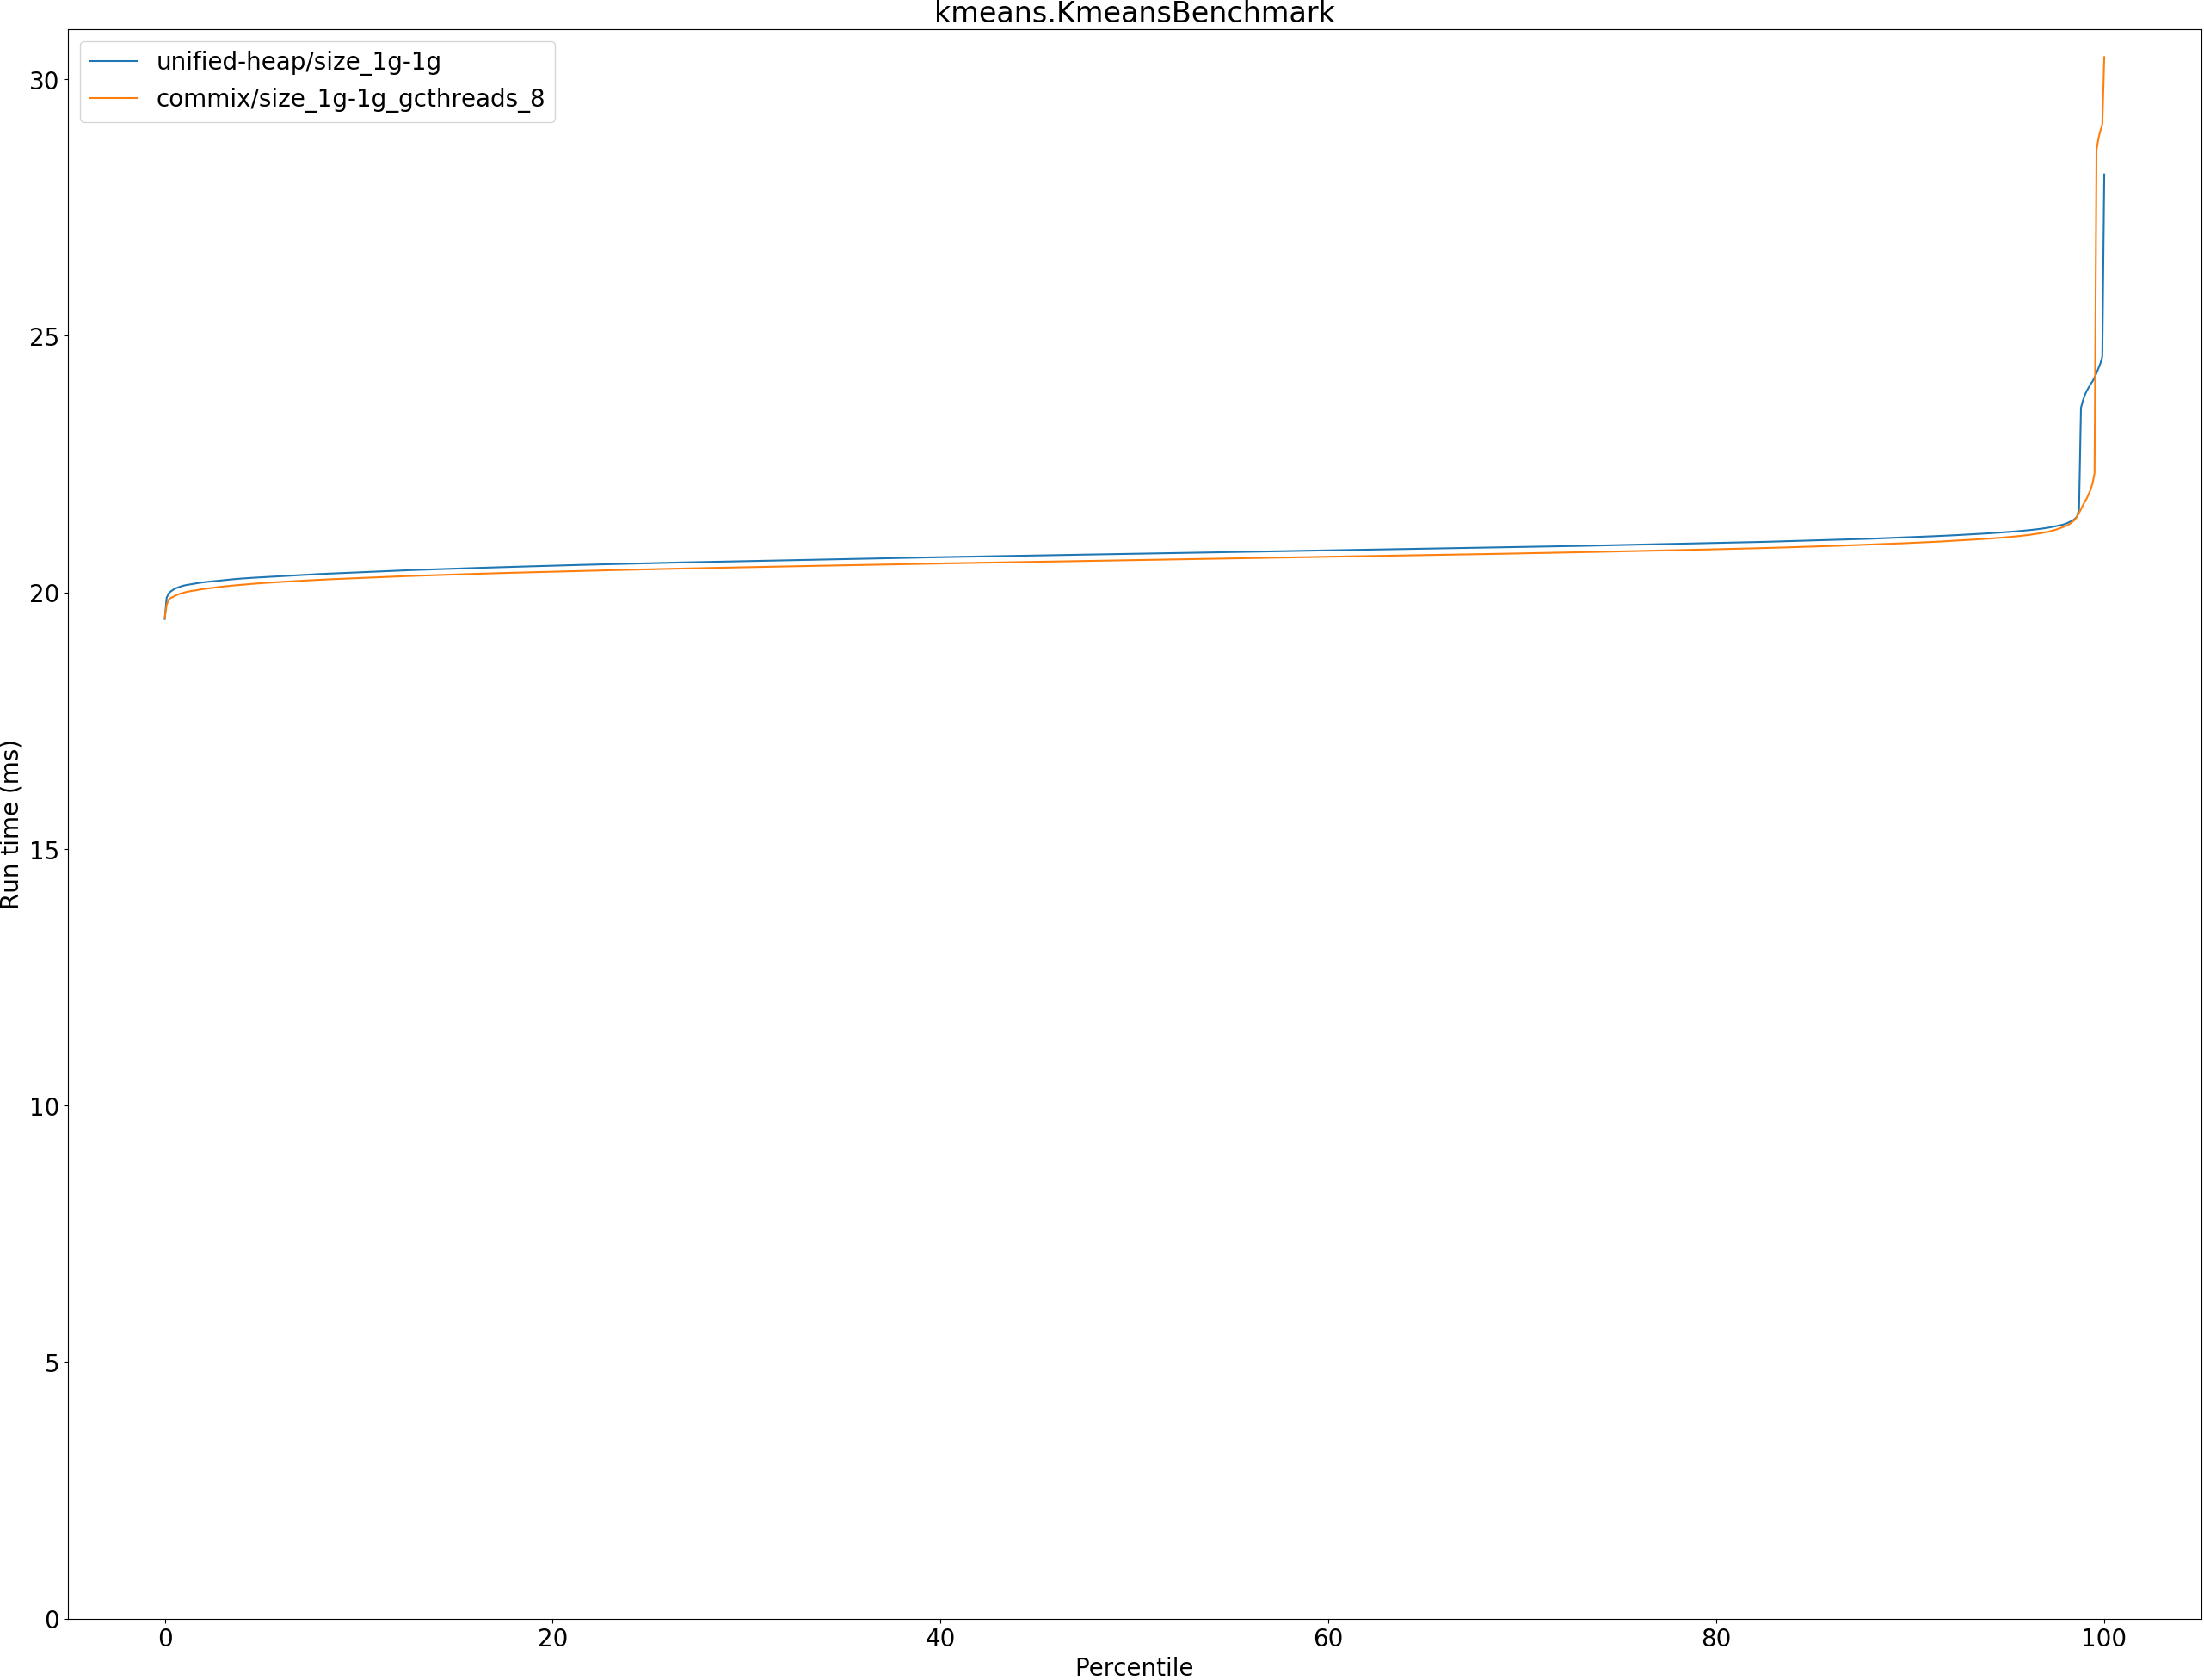 kmeans.KmeansBenchmark
unified-heap/size_1g-1g
commix/size_1g-1g_gcthreads_8
30
25
20
15
10
5
0
Run time (ms)
0 20 40 60 80 100
Percentile